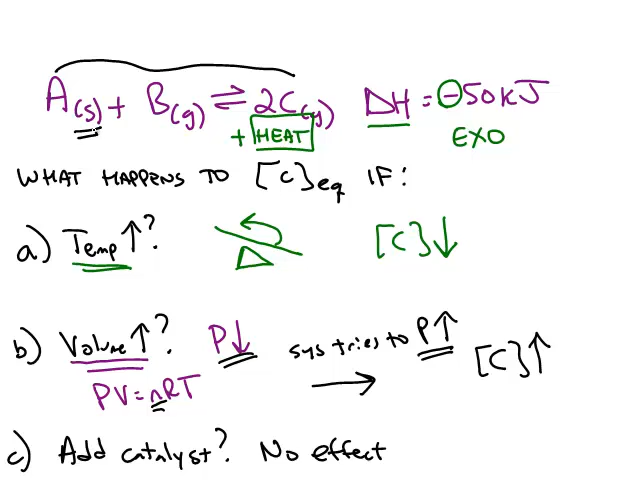 A(s) + B(g) ⇌ 2C(g) ΔH = -50kJ
+ HEAT EXO
WHAT HAPPENS TO [C]eq IF:
a) Temp ↑? Δ [C]↓
b) Volume ↑? P↓ sys tries to P↑ [C]↑
PV=nRT →
c) Add catalyst? No effect